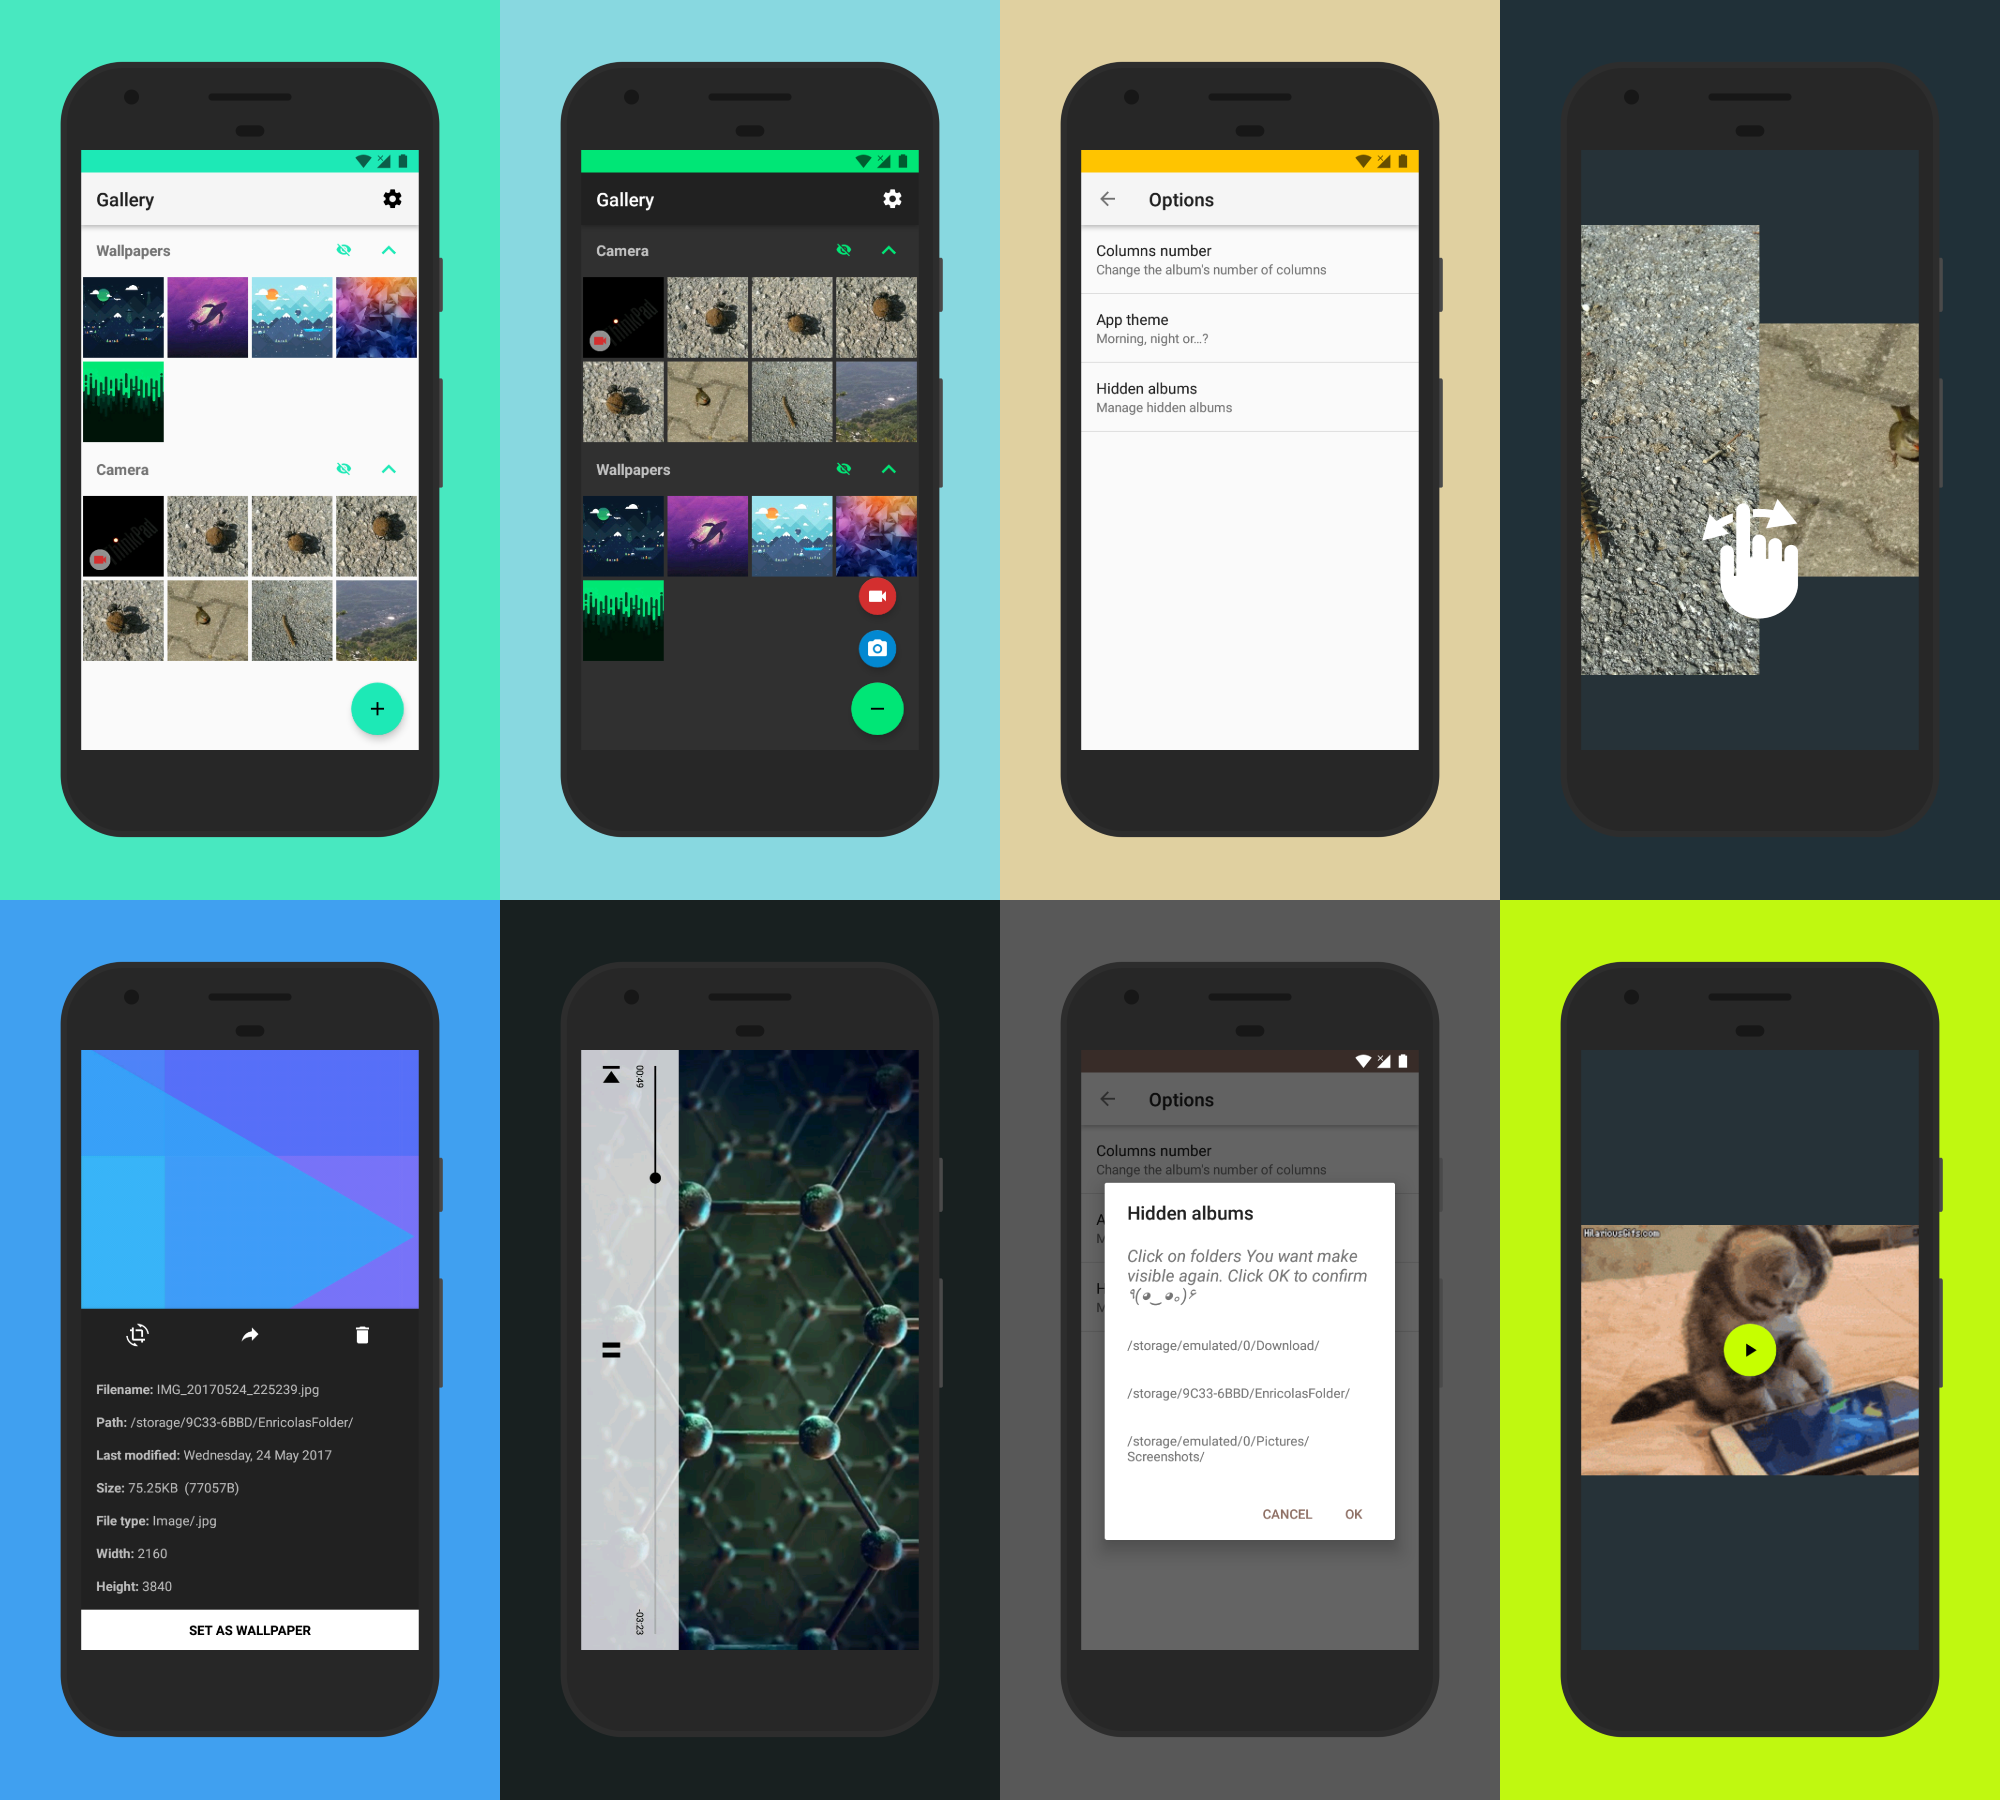 Gallery
Wallpapers
Camera
ThinkPad
Gallery
Camera
ThinkPad
Wallpapers
Options
Columns number
Change the album's number of columns
App theme
Morning, night or...?
Hidden albums
Manage hidden albums
Filename: IMG_20170524_225239.jpg
Path: /storage/9C33-6BBD/EnricolasFolder/
Last modified: Wednesday, 24 May 2017
Size: 75.25KB (77057B)
File type: Image/.jpg
Width: 2160
Height: 3840
SET AS WALLPAPER
00:49
-03:23
Options
Columns number
Change the album's number of columns
A
M
H
M
Hidden albums
Click on folders You want make
visible again. Click OK to confirm
٩(◕‿◕｡)۶
/storage/emulated/0/Download/
/storage/9C33-6BBD/EnricolasFolder/
/storage/emulated/0/Pictures/
Screenshots/
CANCEL OK
HilariousGifs.com